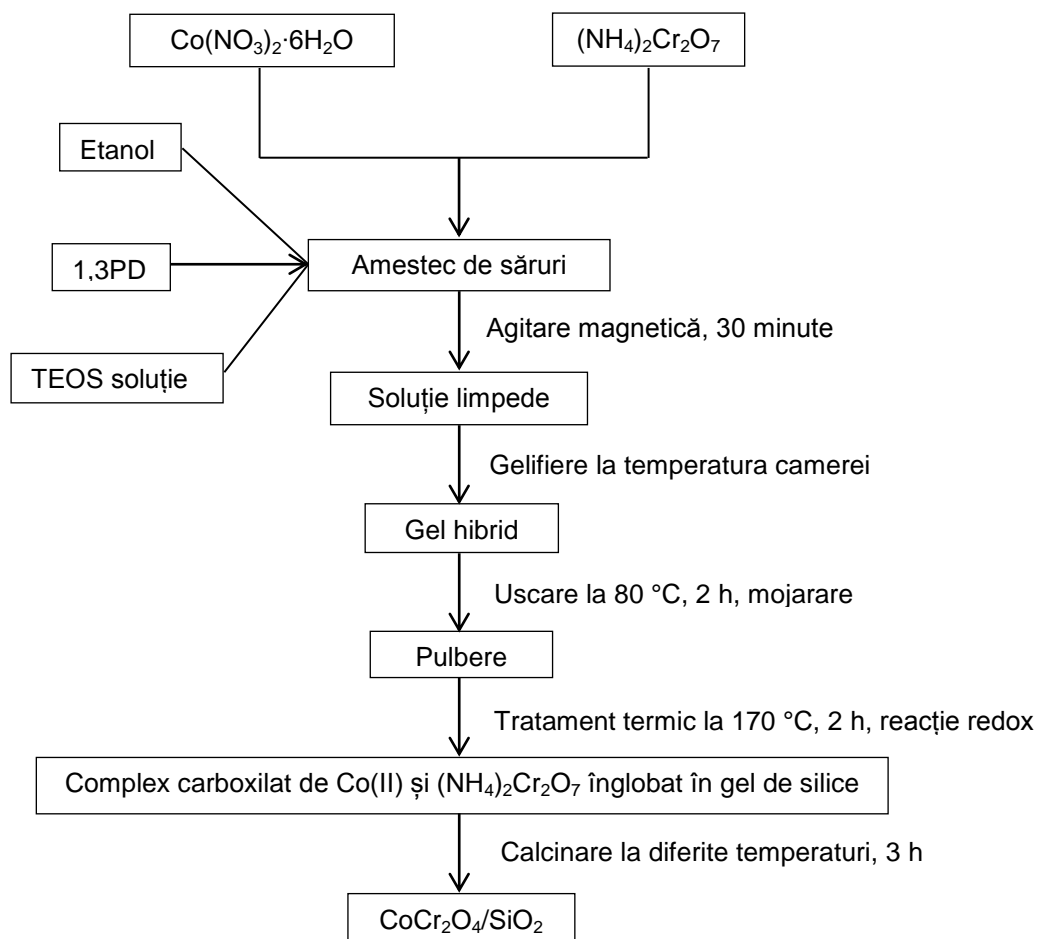 Co(NO₃)₂·6H₂O
(NH₄)₂Cr₂O₇
Etanol
1,3PD
TEOS soluție
Amestec de săruri
Agitare magnetică, 30 minute
Soluție limpede
Gelifiere la temperatura camerei
Gel hibrid
Uscare la 80 °C, 2 h, mojarare
Pulbere
Tratament termic la 170 °C, 2 h, reacție redox
Complex carboxilat de Co(II) și (NH₄)₂Cr₂O₇ înglobat în gel de silice
Calcinare la diferite temperaturi, 3 h
CoCr₂O₄/SiO₂